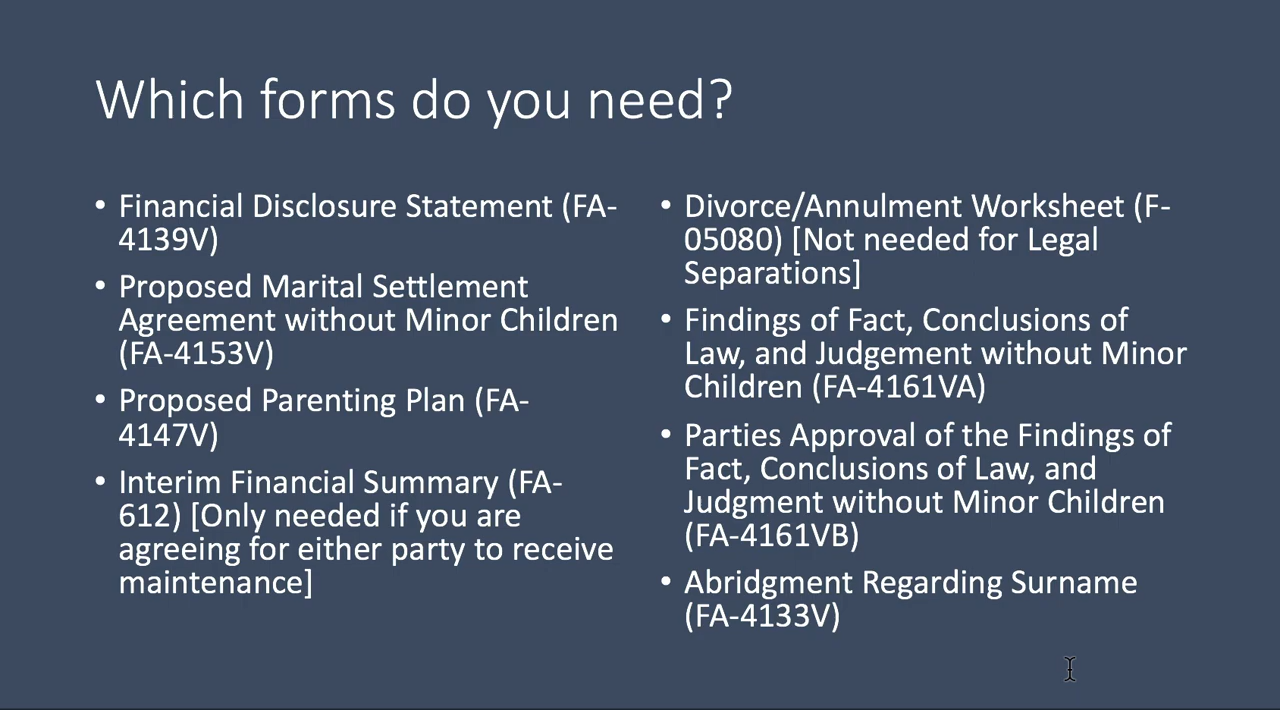 Which forms do you need?
• Financial Disclosure Statement (FA-
4139V)
• Proposed Marital Settlement
Agreement without Minor Children
(FA-4153V)
• Proposed Parenting Plan (FA-
4147V)
• Interim Financial Summary (FA-
612) [Only needed if you are
agreeing for either party to receive
maintenance]
• Divorce/Annulment Worksheet (F-
05080) [Not needed for Legal
Separations]
• Findings of Fact, Conclusions of
Law, and Judgement without Minor
Children (FA-4161VA)
• Parties Approval of the Findings of
Fact, Conclusions of Law, and
Judgment without Minor Children
(FA-4161VB)
• Abridgment Regarding Surname
(FA-4133V)